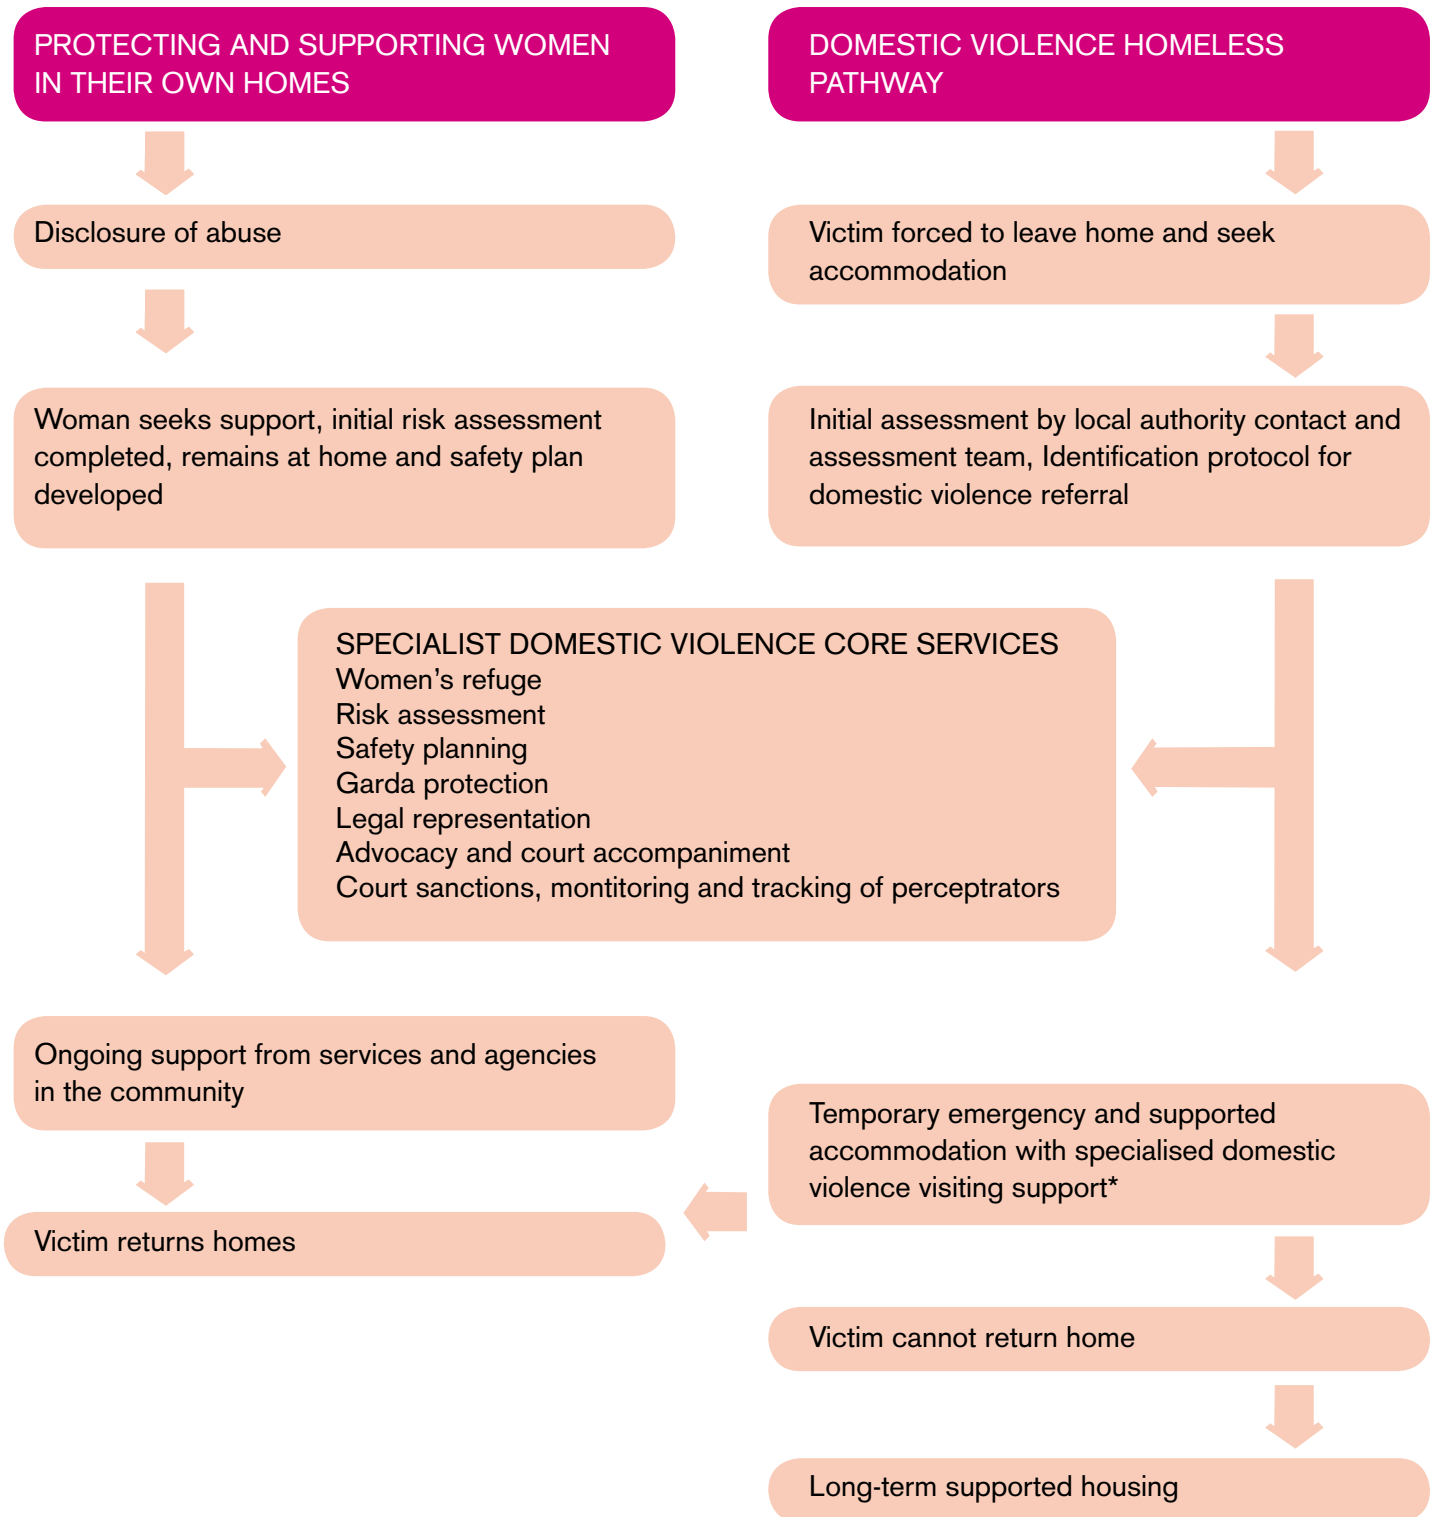 PROTECTING AND SUPPORTING WOMEN
IN THEIR OWN HOMES
Disclosure of abuse
Woman seeks support, initial risk assessment
completed, remains at home and safety plan
developed
DOMESTIC VIOLENCE HOMELESS
PATHWAY
Victim forced to leave home and seek
accommodation
Initial assessment by local authority contact and
assessment team, Identification protocol for
domestic violence referral
SPECIALIST DOMESTIC VIOLENCE CORE SERVICES
Women’s refuge
Risk assessment
Safety planning
Garda protection
Legal representation
Advocacy and court accompaniment
Court sanctions, montitoring and tracking of perceptrators
Ongoing support from services and agencies
in the community
Victim returns homes
Temporary emergency and supported
accommodation with specialised domestic
violence visiting support*
Victim cannot return home
Long-term supported housing